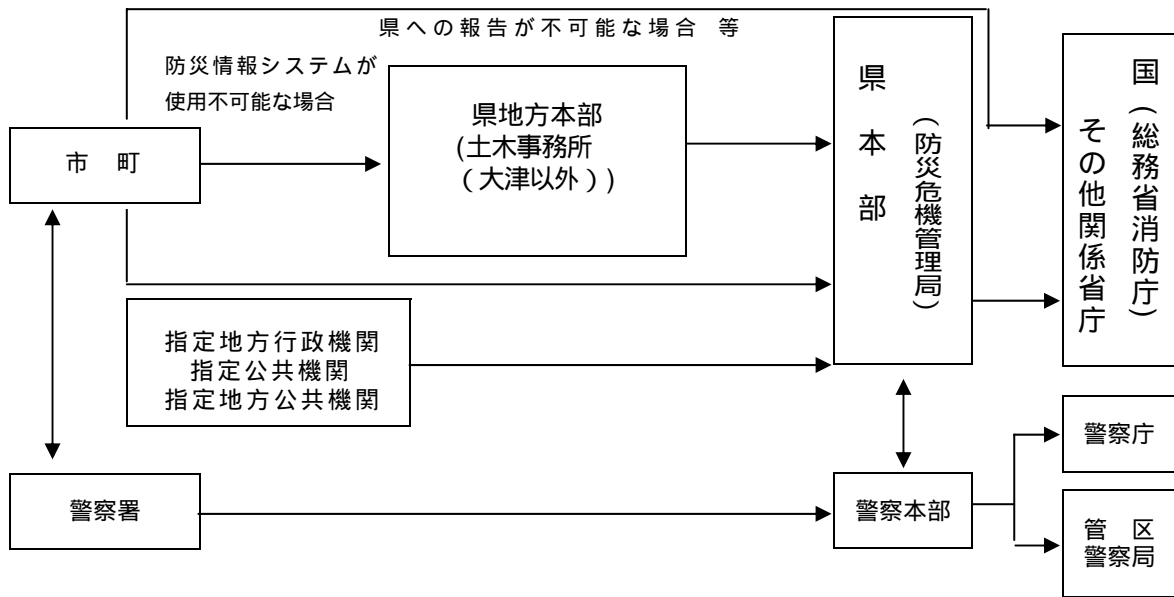 県への報告が不可能な場合 等
防災情報システムが
使用不可能な場合
市 町
県地方本部
(土木事務所
(大津以外))
県本部
(防災危機管理局)
国(総務省消防庁)
その他関係省庁
指定地方行政機関
指定公共機関
指定地方公共機関
警察署
警察本部
警察庁
管 区
警察局